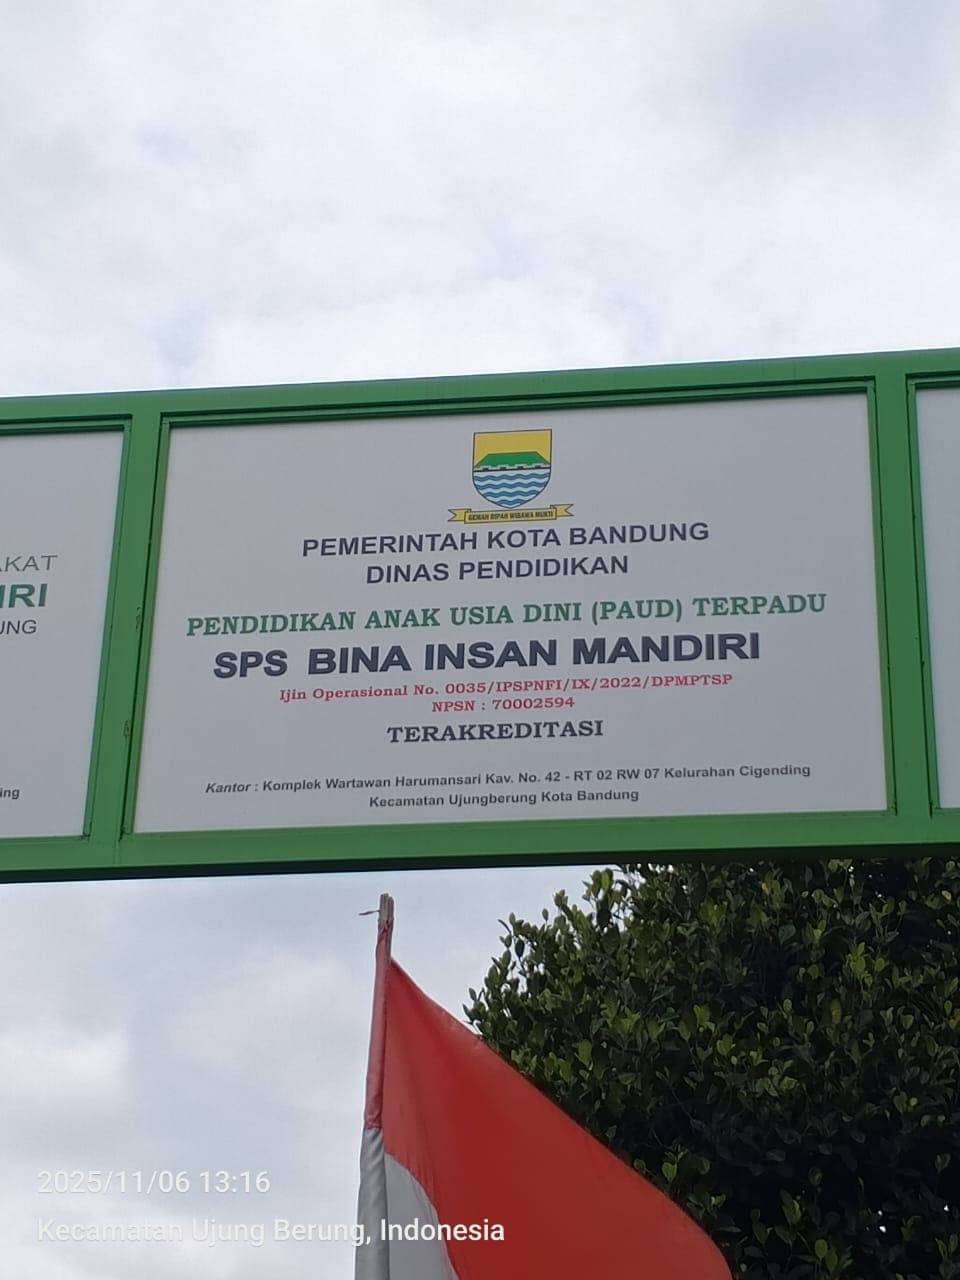 GEMAH RIPAH WIBAWA MUKTI
PEMERINTAH KOTA BANDUNG
DINAS PENDIDIKAN
PENDIDIKAN ANAK USIA DINI (PAUD) TERPADU
SPS BINA INSAN MANDIRI
Ijin Operasional No. 0035/IPSPNFI/IX/2022/DPMPTSP
NPSN : 70002594
TERAKREDITASI
Kantor : Komplek Wartawan Harumansari Kav. No. 42 - RT 02 RW 07 Kelurahan Cigending
Kecamatan Ujungberung Kota Bandung
AKAT
IRI
UNG
ing
2025/11/06 13:16
Kecamatan Ujung Berung, Indonesia